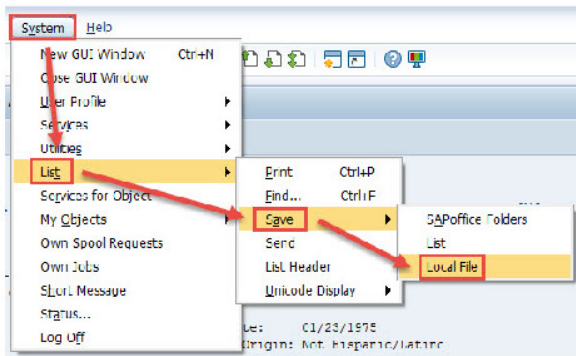 System Help
New GUI Window Ctrl+N
Close GUI Window
User Profile
Services
Utilities
List
Services for Object
My Objects
Own Spool Requests
Own Jobs
Short Message
Status...
Log Off
Print Ctrl+P
Find... Ctrl+F
Save
Send
List Header
Unicode Display
SAPoffice Folders
List
Local File
01/23/1975
Origin: Not Hispanic/Latino